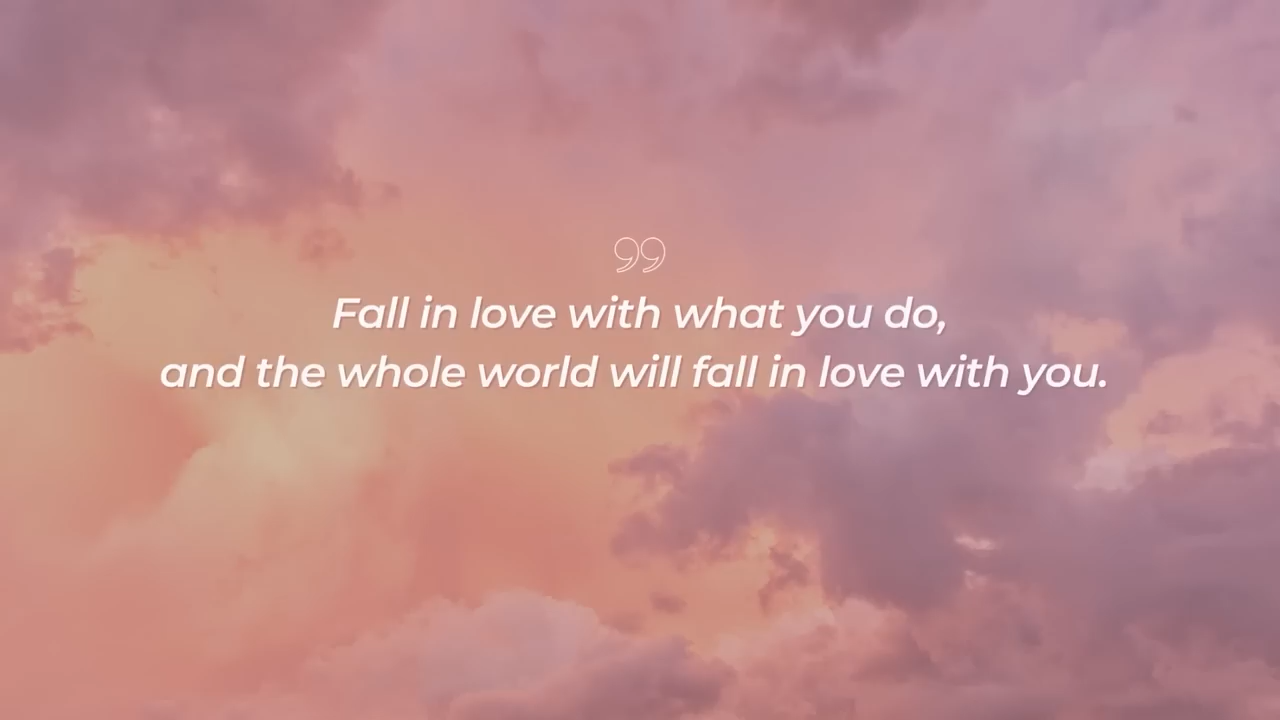 ”
Fall in love with what you do,
and the whole world will fall in love with you.